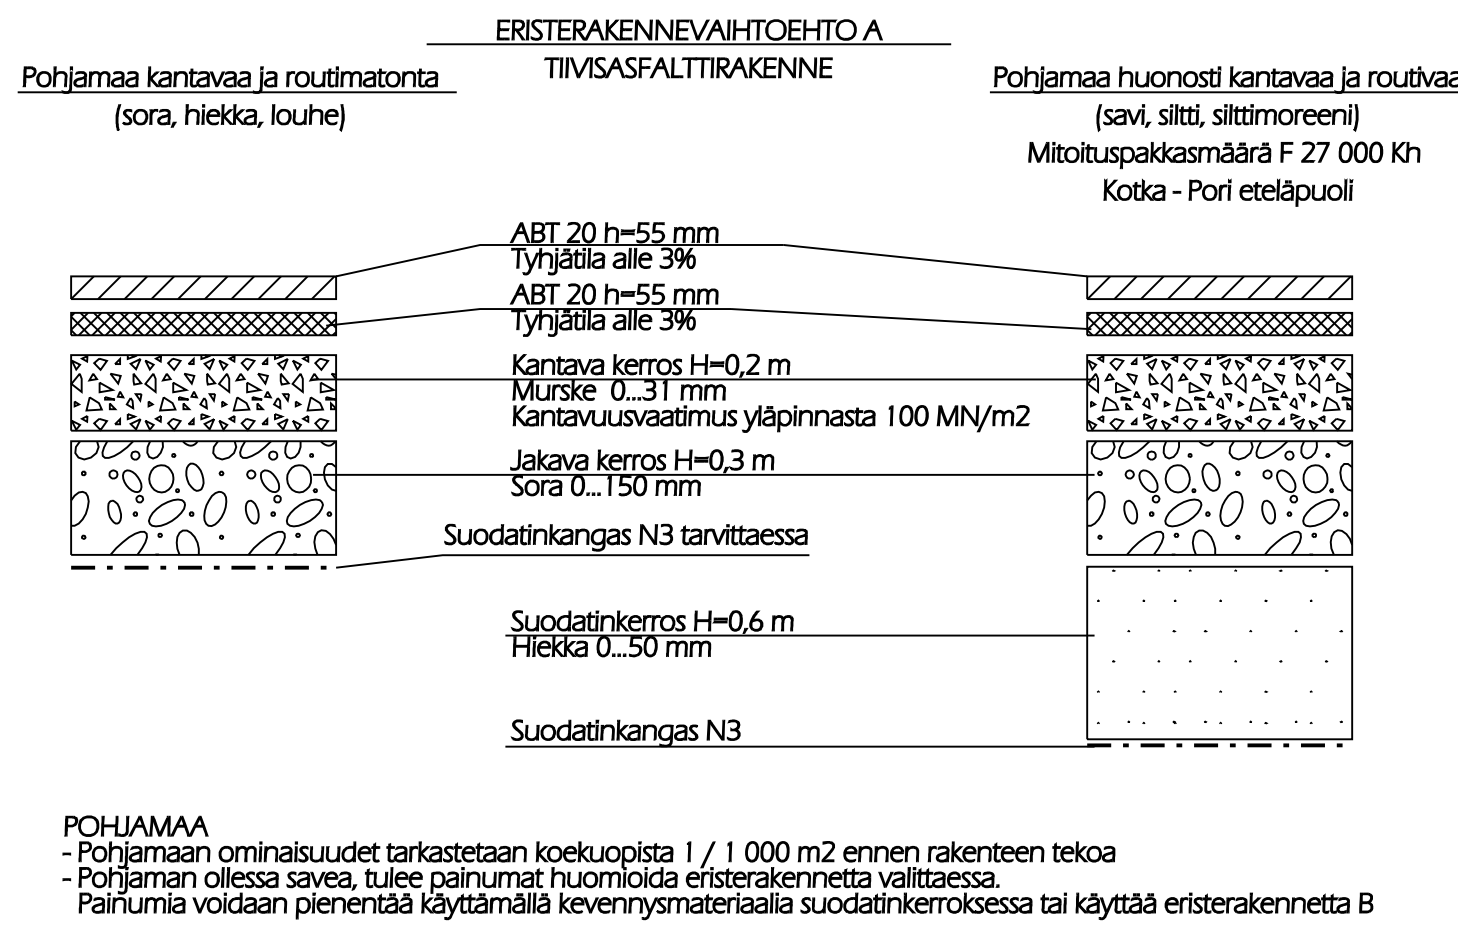 ERISTERAKENNEVAIHTOEHTO A
TIIVISASFALTTIRAKENNE
Pohjamaa kantavaa ja routimatonta
(sora, hiekka, louhe)
Pohjamaa huonosti kantavaa ja routivaa
(savi, siltti, silttimoreeni)
Mitoituspakkasmäärä F 27 000 Kh
Kotka - Pori eteläpuoli
ABT 20 h=55 mm
Tyhjätila alle 3%
ABT 20 h=55 mm
Tyhjätila alle 3%
Kantava kerros H=0,2 m
Murske 0...31 mm
Kantavuusvaatimus yläpinnasta 100 MN/m2
Jakava kerros H=0,3 m
Sora 0...150 mm
Suodatinkangas N3 tarvittaessa
Suodatinkerros H=0,6 m
Hiekka 0...50 mm
Suodatinkangas N3
POHJAMAA
- Pohjamaan ominaisuudet tarkastetaan koekuopista 1 / 1 000 m2 ennen rakenteen tekoa
- Pohjaman ollessa savea, tulee painumat huomioida eristerakennetta valittaessa.
Painumia voidaan pienentää käyttämällä kevennysmateriaalia suodatinkerroksessa tai käyttää eristerakennetta B